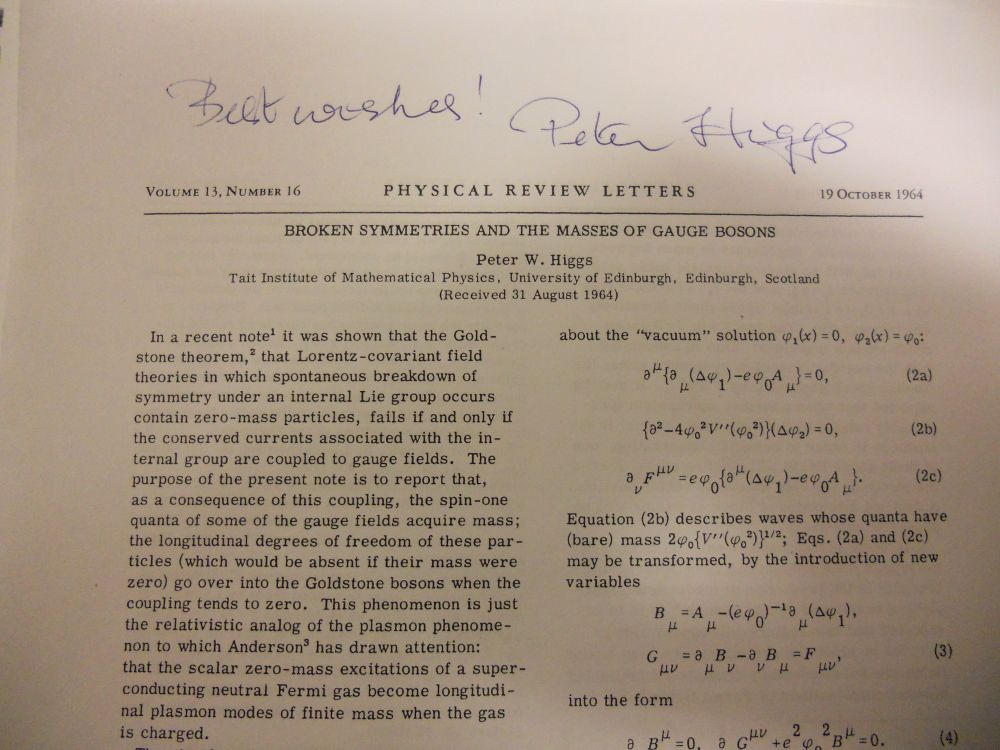 Best wishes! Peter Higgs
VOLUME 13, NUMBER 16 PHYSICAL REVIEW LETTERS 19 OCTOBER 1964
BROKEN SYMMETRIES AND THE MASSES OF GAUGE BOSONS
Peter W. Higgs
Tait Institute of Mathematical Physics, University of Edinburgh, Edinburgh, Scotland
(Received 31 August 1964)
In a recent note¹ it was shown that the Gold-
stone theorem,² that Lorentz-covariant field
theories in which spontaneous breakdown of
symmetry under an internal Lie group occurs
contain zero-mass particles, fails if and only if
the conserved currents associated with the in-
ternal group are coupled to gauge fields. The
purpose of the present note is to report that,
as a consequence of this coupling, the spin-one
quanta of some of the gauge fields acquire mass;
the longitudinal degrees of freedom of these par-
ticles (which would be absent if their mass were
zero) go over into the Goldstone bosons when the
coupling tends to zero. This phenomenon is just
the relativistic analog of the plasmon phenome-
non to which Anderson³ has drawn attention:
that the scalar zero-mass excitations of a super-
conducting neutral Fermi gas become longitudi-
nal plasmon modes of finite mass when the gas
is charged.
about the "vacuum" solution φ₁(x) = 0, φ₂(x) = φ₀:
∂^μ{∂_μ(Δφ₁) − eφ₀A_μ} = 0, (2a)
{∂² − 4φ₀²V′′(φ₀²)}(Δφ₂) = 0, (2b)
∂_νF^μν = eφ₀{∂^μ(Δφ₁) − eφ₀A_μ}. (2c)
Equation (2b) describes waves whose quanta have
(bare) mass 2φ₀{V′′(φ₀²)}^1/2; Eqs. (2a) and (2c)
may be transformed, by the introduction of new
variables
B_μ = A_μ − (eφ₀)⁻¹∂_μ(Δφ₁),
G_μν = ∂_μB_ν − ∂_νB_μ = F_μν, (3)
into the form
∂_μB^μ = 0, ∂_νG^μν + e²φ₀²B^μ = 0. (4)